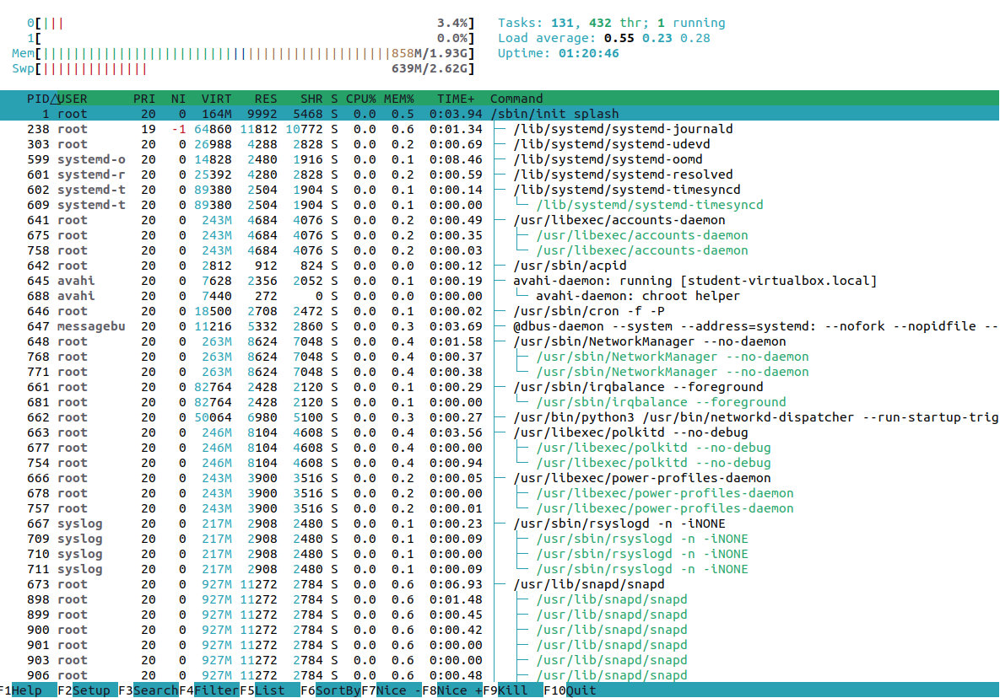 0[||| 3.4%] Tasks: 131, 432 thr; 1 running
1[ 0.0%] Load average: 0.55 0.23 0.28
Mem[||||||||||||||||||||||||||||||||||||||||||||||858M/1.93G] Uptime: 01:20:46
Swp[|||||||||||||| 639M/2.62G]
PID△USER PRI NI VIRT RES SHR S CPU% MEM% TIME+ Command
1 root 20 0 164M 9992 5468 S 0.0 0.5 0:03.94 /sbin/init splash
238 root 19 -1 64860 11812 10772 S 0.0 0.6 0:01.34 ├─ /lib/systemd/systemd-journald
303 root 20 0 26988 4288 2828 S 0.0 0.2 0:00.69 ├─ /lib/systemd/systemd-udevd
599 systemd-o 20 0 14828 2480 1916 S 0.0 0.1 0:08.46 ├─ /lib/systemd/systemd-oomd
601 systemd-r 20 0 25392 4280 2828 S 0.0 0.2 0:00.59 ├─ /lib/systemd/systemd-resolved
602 systemd-t 20 0 89380 2504 1904 S 0.0 0.1 0:00.14 ├─ /lib/systemd/systemd-timesyncd
609 systemd-t 20 0 89380 2504 1904 S 0.0 0.1 0:00.00 │ └─ /lib/systemd/systemd-timesyncd
641 root 20 0 243M 4684 4076 S 0.0 0.2 0:00.49 ├─ /usr/libexec/accounts-daemon
675 root 20 0 243M 4684 4076 S 0.0 0.2 0:00.35 │ ├─ /usr/libexec/accounts-daemon
758 root 20 0 243M 4684 4076 S 0.0 0.2 0:00.03 │ └─ /usr/libexec/accounts-daemon
642 root 20 0 2812 912 824 S 0.0 0.0 0:00.12 ├─ /usr/sbin/acpid
645 avahi 20 0 7628 2356 2052 S 0.0 0.1 0:00.19 ├─ avahi-daemon: running [student-virtualbox.local]
688 avahi 20 0 7440 272 0 S 0.0 0.0 0:00.00 │ └─ avahi-daemon: chroot helper
646 root 20 0 18500 2708 2472 S 0.0 0.1 0:00.02 ├─ /usr/sbin/cron -f -P
647 messagebu 20 0 11216 5332 2860 S 0.0 0.3 0:03.69 ├─ @dbus-daemon --system --address=systemd: --nofork --nopidfile --
648 root 20 0 263M 8624 7048 S 0.0 0.4 0:01.58 ├─ /usr/sbin/NetworkManager --no-daemon
768 root 20 0 263M 8624 7048 S 0.0 0.4 0:00.37 │ ├─ /usr/sbin/NetworkManager --no-daemon
771 root 20 0 263M 8624 7048 S 0.0 0.4 0:00.38 │ └─ /usr/sbin/NetworkManager --no-daemon
661 root 20 0 82764 2428 2120 S 0.0 0.1 0:00.29 ├─ /usr/sbin/irqbalance --foreground
681 root 20 0 82764 2428 2120 S 0.0 0.1 0:00.00 │ └─ /usr/sbin/irqbalance --foreground
662 root 20 0 50064 6980 5100 S 0.0 0.3 0:00.27 ├─ /usr/bin/python3 /usr/bin/networkd-dispatcher --run-startup-trig
663 root 20 0 246M 8104 4608 S 0.0 0.4 0:03.56 ├─ /usr/libexec/polkitd --no-debug
677 root 20 0 246M 8104 4608 S 0.0 0.4 0:00.00 │ ├─ /usr/libexec/polkitd --no-debug
754 root 20 0 246M 8104 4608 S 0.0 0.4 0:00.94 │ └─ /usr/libexec/polkitd --no-debug
666 root 20 0 243M 3900 3516 S 0.0 0.2 0:00.05 ├─ /usr/libexec/power-profiles-daemon
678 root 20 0 243M 3900 3516 S 0.0 0.2 0:00.00 │ ├─ /usr/libexec/power-profiles-daemon
757 root 20 0 243M 3900 3516 S 0.0 0.2 0:00.01 │ └─ /usr/libexec/power-profiles-daemon
667 syslog 20 0 217M 2908 2480 S 0.0 0.1 0:00.23 ├─ /usr/sbin/rsyslogd -n -iNONE
709 syslog 20 0 217M 2908 2480 S 0.0 0.1 0:00.09 │ ├─ /usr/sbin/rsyslogd -n -iNONE
710 syslog 20 0 217M 2908 2480 S 0.0 0.1 0:00.00 │ ├─ /usr/sbin/rsyslogd -n -iNONE
711 syslog 20 0 217M 2908 2480 S 0.0 0.1 0:00.09 │ └─ /usr/sbin/rsyslogd -n -iNONE
673 root 20 0 927M 11272 2784 S 0.0 0.6 0:06.93 ├─ /usr/lib/snapd/snapd
898 root 20 0 927M 11272 2784 S 0.0 0.6 0:01.48 │ ├─ /usr/lib/snapd/snapd
899 root 20 0 927M 11272 2784 S 0.0 0.6 0:00.45 │ ├─ /usr/lib/snapd/snapd
900 root 20 0 927M 11272 2784 S 0.0 0.6 0:00.42 │ ├─ /usr/lib/snapd/snapd
901 root 20 0 927M 11272 2784 S 0.0 0.6 0:00.00 │ ├─ /usr/lib/snapd/snapd
903 root 20 0 927M 11272 2784 S 0.0 0.6 0:00.00 │ ├─ /usr/lib/snapd/snapd
906 root 20 0 927M 11272 2784 S 0.0 0.6 0:00.48 │ ├─ /usr/lib/snapd/snapd
F1Help F2Setup F3SearchF4FilterF5List F6SortByF7Nice -F8Nice +F9Kill F10Quit